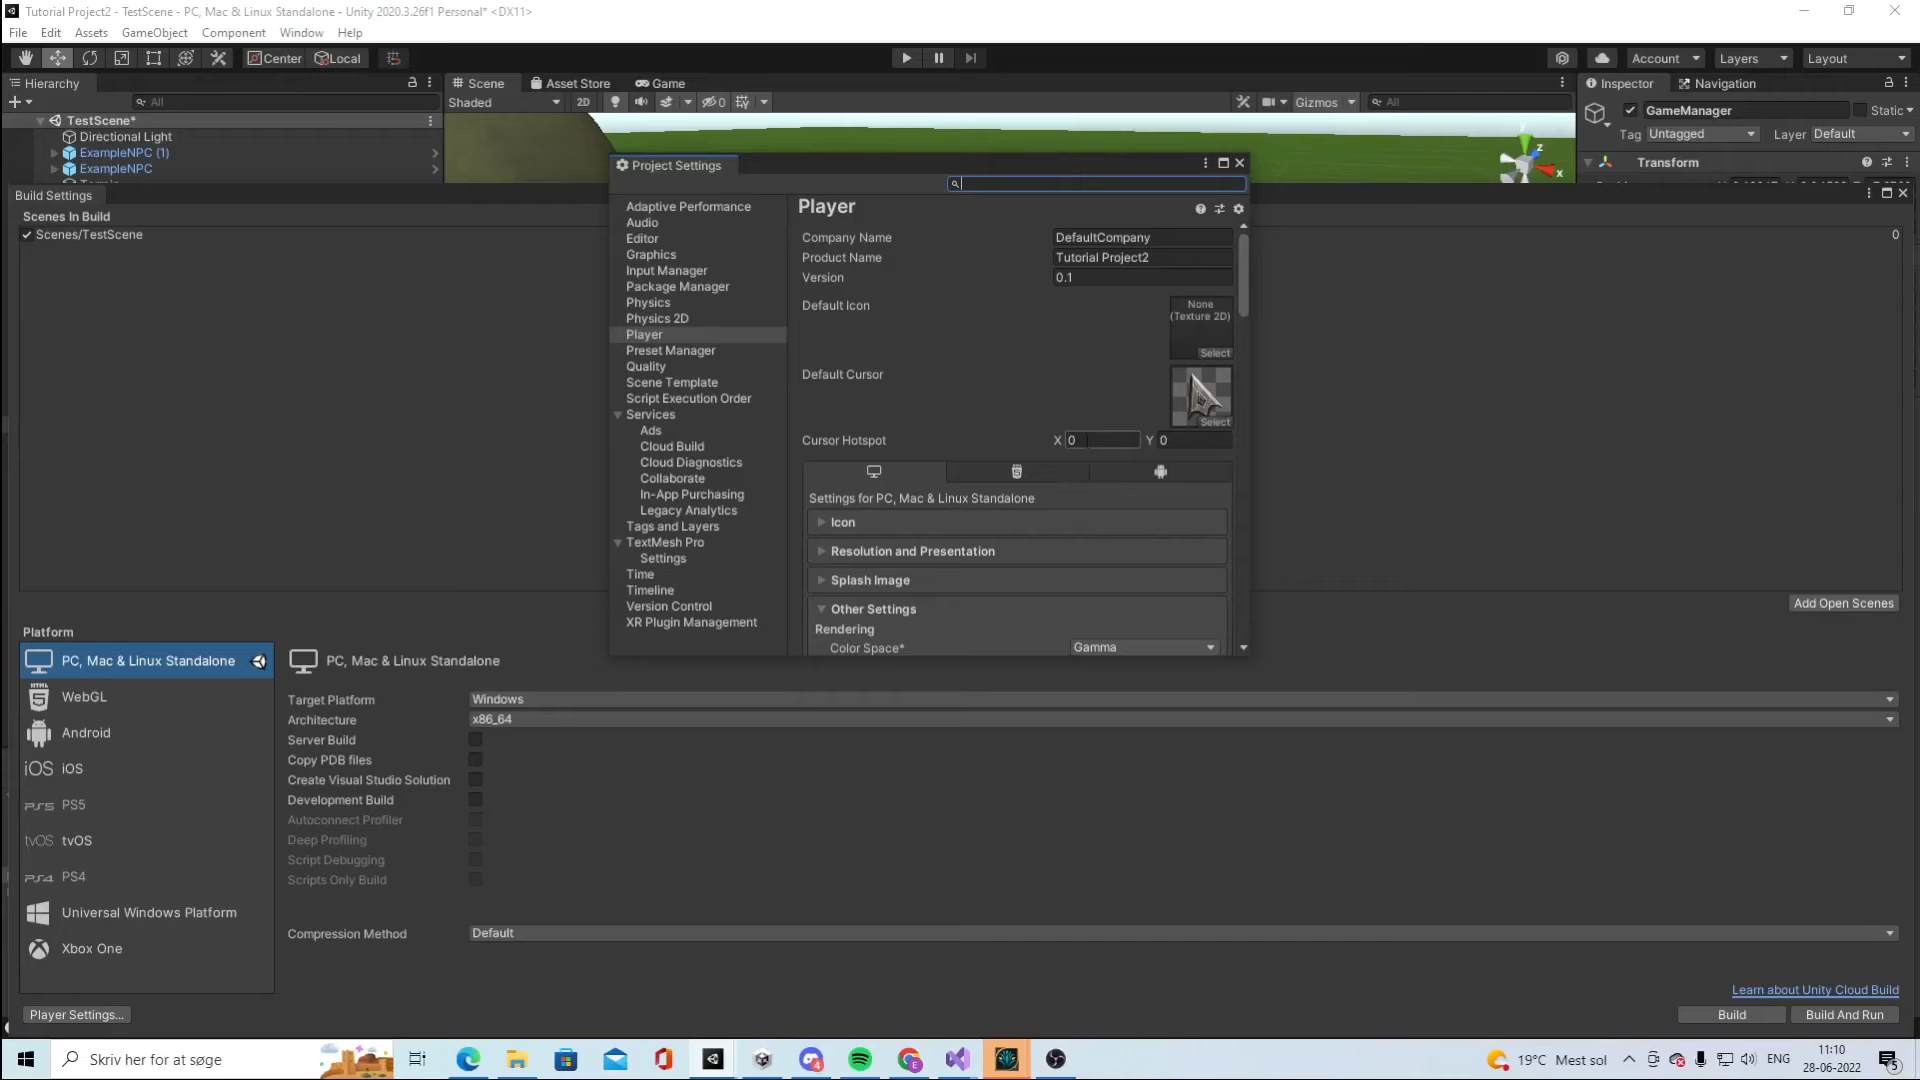 Tutorial Project2 - TestScene - PC, Mac & Linux Standalone - Unity 2020.3.26f1 Personal* <DX11>
File Edit Assets GameObject Component Window Help
Center Local Account Layers Layout
Hierarchy Scene Asset Store Game Inspector Navigation
All Shaded 2D 0 Gizmos All GameManager Static
TestScene*
Directional Light
ExampleNPC (1)
ExampleNPC
Tag Untagged Layer Default
Transform
y
z
x
Build Settings
Scenes In Build
Scenes/TestScene 0
Project Settings
Adaptive Performance
Audio
Editor
Graphics
Input Manager
Package Manager
Physics
Physics 2D
Player
Preset Manager
Quality
Scene Template
Script Execution Order
Services
Ads
Cloud Build
Cloud Diagnostics
Collaborate
In-App Purchasing
Legacy Analytics
Tags and Layers
TextMesh Pro
Settings
Time
Timeline
Version Control
XR Plugin Management
Player
Company Name DefaultCompany
Product Name Tutorial Project2
Version 0.1
Default Icon None
(Texture 2D)
Select
Default Cursor
Select
Cursor Hotspot X 0 Y 0
Settings for PC, Mac & Linux Standalone
Icon
Resolution and Presentation
Splash Image
Other Settings
Rendering
Color Space* Gamma
Add Open Scenes
Platform
PC, Mac & Linux Standalone
WebGL
Android
iOS iOS
PS5 PS5
tvOS tvOS
PS4 PS4
Universal Windows Platform
Xbox One
PC, Mac & Linux Standalone
Target Platform Windows
Architecture x86_64
Server Build
Copy PDB files
Create Visual Studio Solution
Development Build
Autoconnect Profiler
Deep Profiling
Script Debugging
Scripts Only Build
Compression Method Default
Learn about Unity Cloud Build
Player Settings... Build Build And Run
Skriv her for at søge 4 19°C Mest sol ENG 11:10
28-06-2022 5